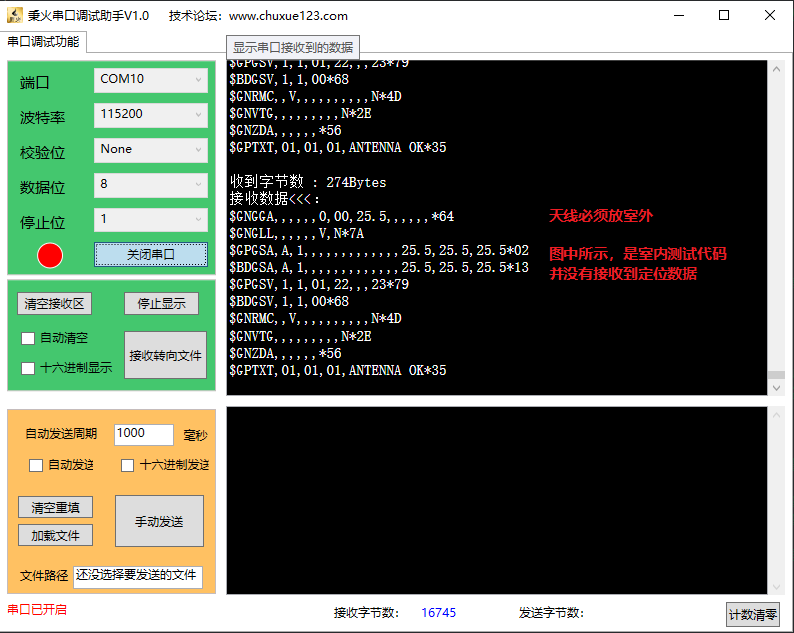 秉火串口调试助手V1.0 技术论坛：www.chuxue123.com
串口调试功能
端口 COM10
波特率 115200
校验位 None
数据位 8
停止位 1
关闭串口
清空接收区 停止显示
自动清空
十六进制显示
接收转向文件
自动发送周期 1000 毫秒
自动发送 十六进制发送
清空重填
加载文件
手动发送
文件路径 还没选择要发送的文件
串口已开启
显示串口接收到的数据
$GPGSV,1,1,01,22,,,23*79
$BDGSV,1,1,00*68
$GNRMC,,V,,,,,,,,,,N*4D
$GNVTG,,,,,,,,,N*2E
$GNZDA,,,,,,*56
$GPTXT,01,01,01,ANTENNA OK*35
收到字节数 : 274Bytes
接收数据<<<:
$GNGGA,,,,,,0,00,25.5,,,,,,*64
$GNGLL,,,,,,V,N*7A
$GPGSA,A,1,,,,,,,,,,,,,25.5,25.5,25.5*02
$BDGSA,A,1,,,,,,,,,,,,,25.5,25.5,25.5*13
$GPGSV,1,1,01,22,,,23*79
$BDGSV,1,1,00*68
$GNRMC,,V,,,,,,,,,,N*4D
$GNVTG,,,,,,,,,N*2E
$GNZDA,,,,,,*56
$GPTXT,01,01,01,ANTENNA OK*35
天线必须放室外
图中所示，是室内测试代码
并没有接收到定位数据
接收字节数： 16745 发送字节数： 计数清零